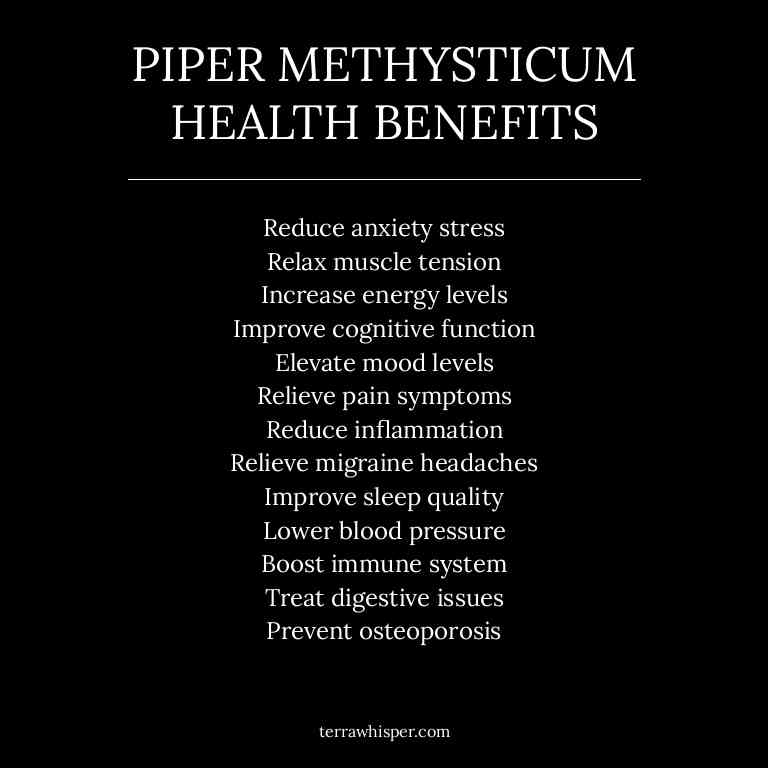 PIPER METHYSTICUM
HEALTH BENEFITS
Reduce anxiety stress
Relax muscle tension
Increase energy levels
Improve cognitive function
Elevate mood levels
Relieve pain symptoms
Reduce inflammation
Relieve migraine headaches
Improve sleep quality
Lower blood pressure
Boost immune system
Treat digestive issues
Prevent osteoporosis
terrawhisper.com